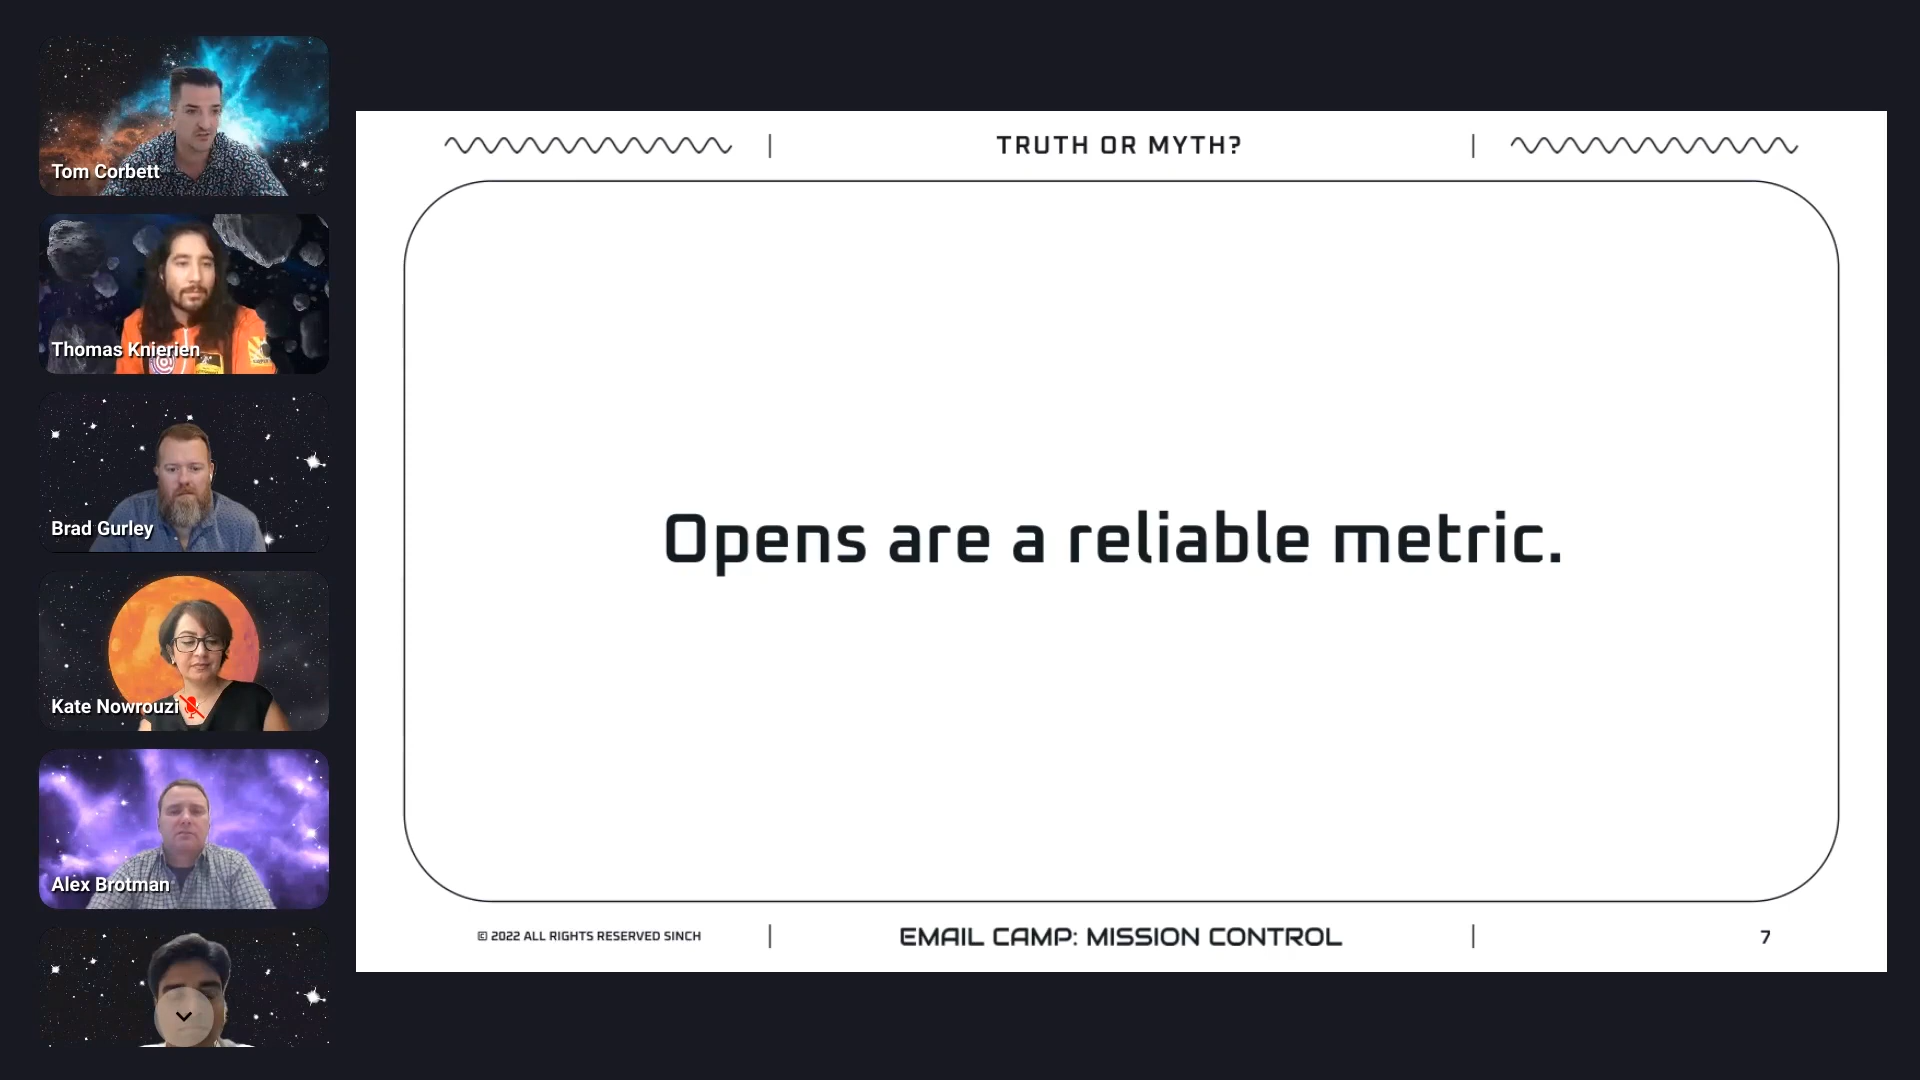 Tom Corbett
Thomas Knierien
Brad Gurley
Kate Nowrouzi
Alex Brotman
TRUTH OR MYTH?
Opens are a reliable metric.
© 2022 ALL RIGHTS RESERVED SINCH
EMAIL CAMP: MISSION CONTROL
7